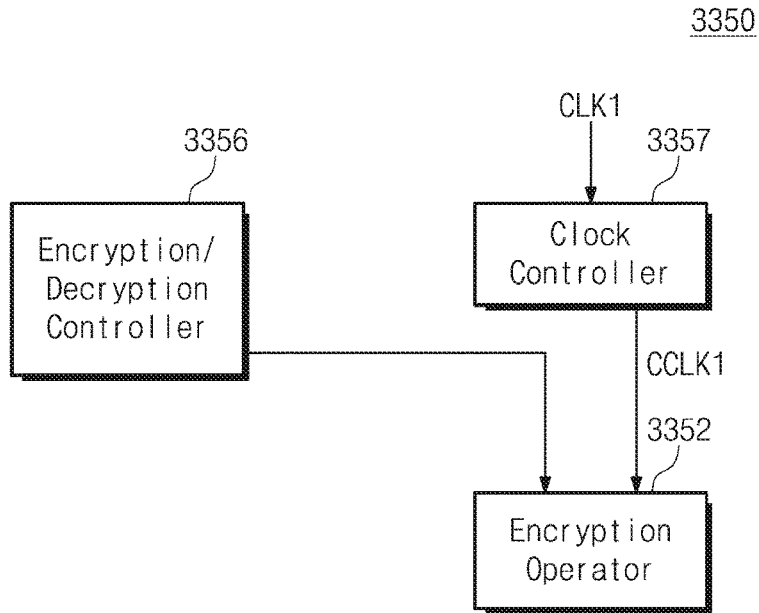 3350
CLK1
3356
3357
Encryption/
Decryption
Controller
Clock
Controller
CCLK1
3352
Encryption
Operator